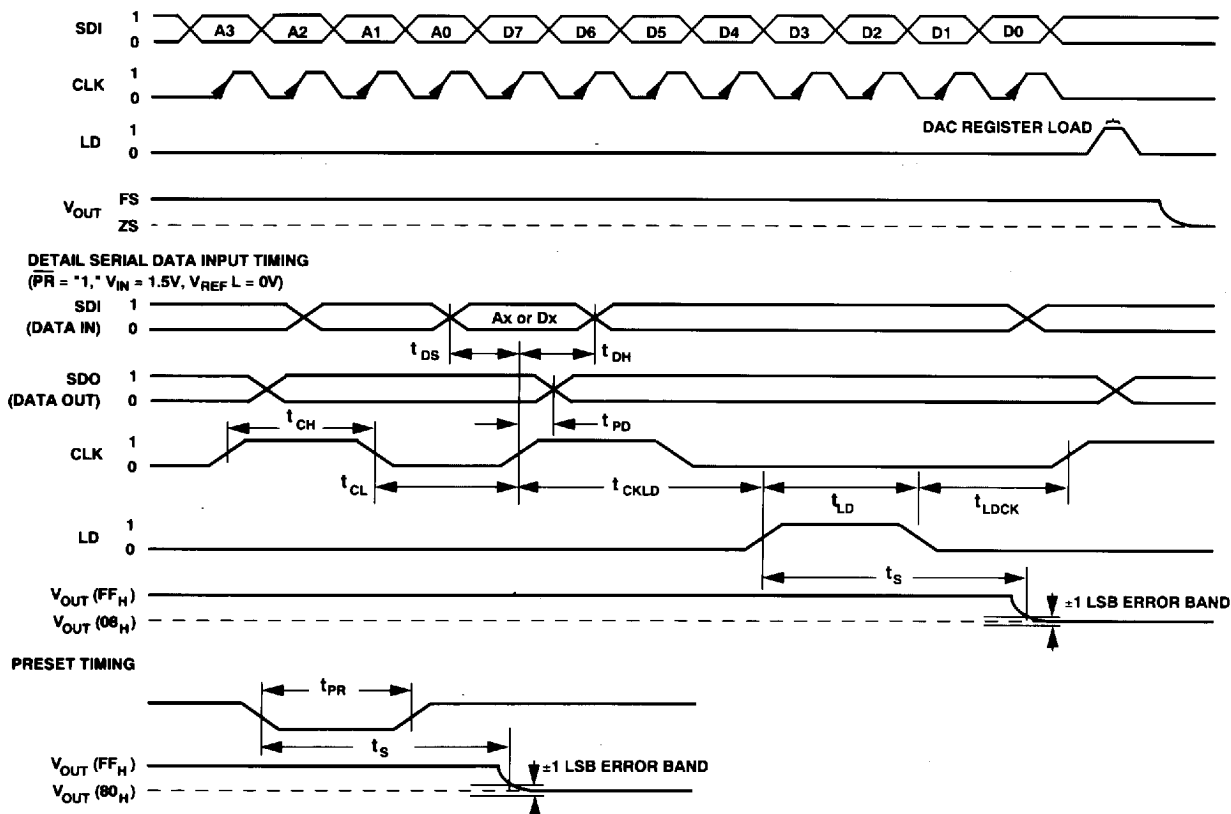 SDI 1 0 A3 A2 A1 A0 D7 D6 D5 D4 D3 D2 D1 D0
CLK 1 0
LD 1 0 DAC REGISTER LOAD
VOUT FS ZS
DETAIL SERIAL DATA INPUT TIMING
(PR = "1," VIN = 1.5V, VREF L = 0V)
SDI (DATA IN) 1 0 Ax or Dx
tDS tDH
SDO (DATA OUT) 1 0
tPD
tCH
CLK 1 0
tCL tCKLD tLD tLDCK
LD 1 0
tS
VOUT (FFH)
±1 LSB ERROR BAND
VOUT (08H)
PRESET TIMING
tPR
tS
VOUT (FFH)
±1 LSB ERROR BAND
VOUT (80H)